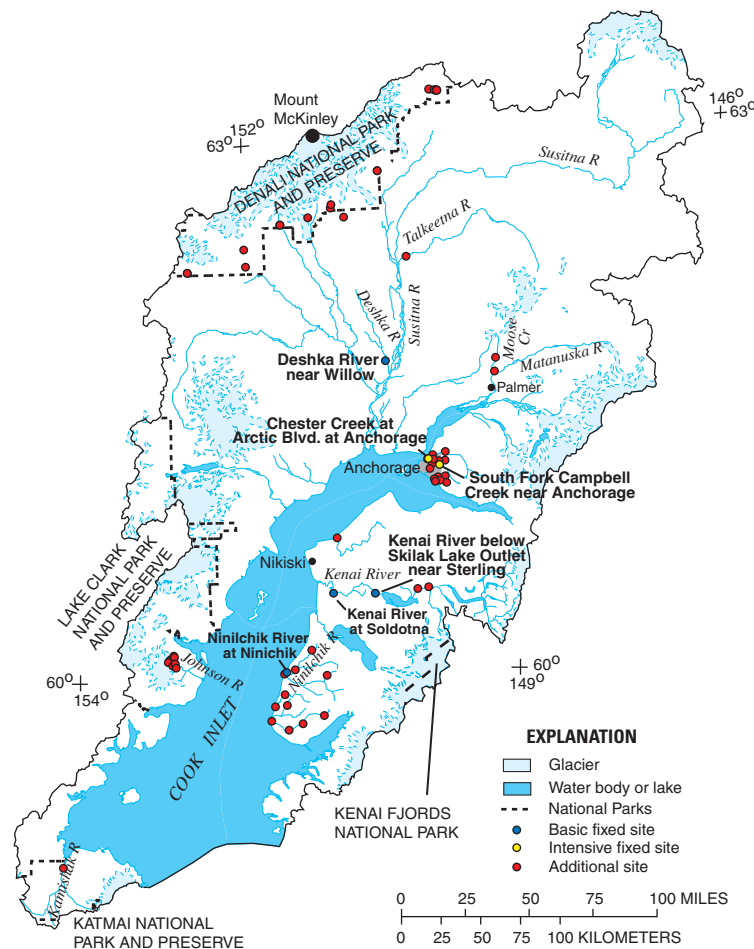 Mount
McKinley
152°
63°
146°
63°
DENALI NATIONAL PARK
AND PRESERVE
Susitna R
Talkeetna R
Deshka R
Susitna R
Moose
Cr
Matanuska R
Deshka River
near Willow
Palmer
Chester Creek at
Arctic Blvd. at Anchorage
Anchorage
South Fork Campbell
Creek near Anchorage
LAKE CLARK
NATIONAL PARK
AND PRESERVE
Nikiski
Kenai River
Kenai River below
Skilak Lake Outlet
near Sterling
Kenai River
at Soldotna
Ninilchik River
at Ninichik
Ninilchik R
Johnson R
60°
154°
60°
149°
COOK INLET
KENAI FJORDS
NATIONAL PARK
Kamishik R
KATMAI NATIONAL
PARK AND PRESERVE
EXPLANATION
Glacier
Water body or lake
National Parks
Basic fixed site
Intensive fixed site
Additional site
0 25 50 75 100 MILES
0 25 50 75 100 KILOMETERS